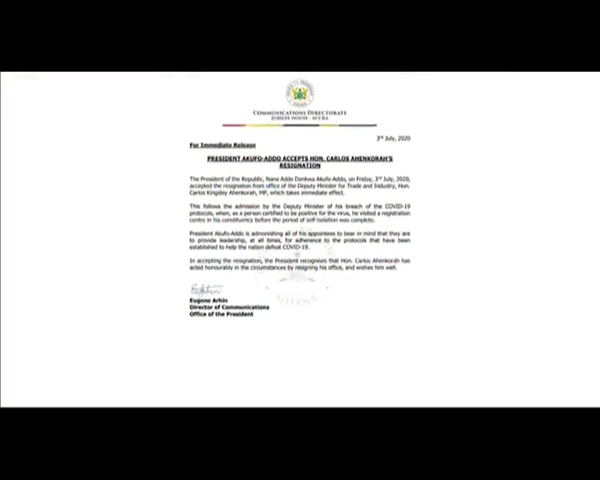 COMMUNICATIONS DIRECTORATE
JUBILEE HOUSE - ACCRA
3rd July, 2020
For Immediate Release
PRESIDENT AKUFO-ADDO ACCEPTS HON. CARLOS AHENKORAH'S
RESIGNATION
The President of the Republic, Nana Addo Dankwa Akufo-Addo, on Friday, 3rd July, 2020,
accepted the resignation from office of the Deputy Minister for Trade and Industry, Hon.
Carlos Kingsley Ahenkorah, MP, which takes immediate effect.
This follows the admission by the Deputy Minister of his breach of the COVID-19
protocols, when, as a person certified to be positive for the virus, he visited a registration
centre in his constituency before the period of self-isolation was complete.
President Akufo-Addo is admonishing all of his appointees to bear in mind that they are
to provide leadership, at all times, for adherence to the protocols that have been
established to help the nation defeat COVID-19.
In accepting the resignation, the President recognises that Hon. Carlos Ahenkorah has
acted honourably in the circumstances by resigning his office, and wishes him well.
GHANA
Eugene Arhin
Director of Communications
Office of the President